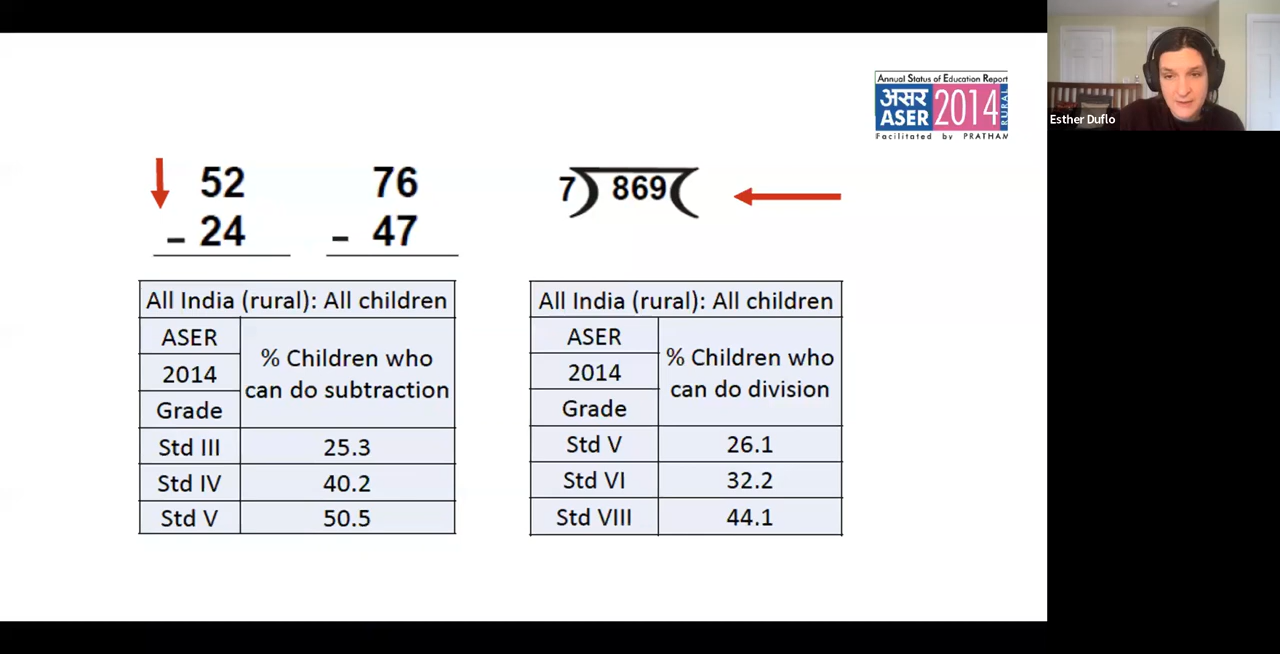 Annual Status of Education Report
असर
ASER 2014 RURAL
Facilitated by PRATHAM
Esther Duflo
52
- 24
76
- 47
7) 869 (
All India (rural): All children
ASER
2014
Grade
% Children who
can do subtraction
Std III 25.3
Std IV 40.2
Std V 50.5
All India (rural): All children
ASER
2014
Grade
% Children who
can do division
Std V 26.1
Std VI 32.2
Std VIII 44.1